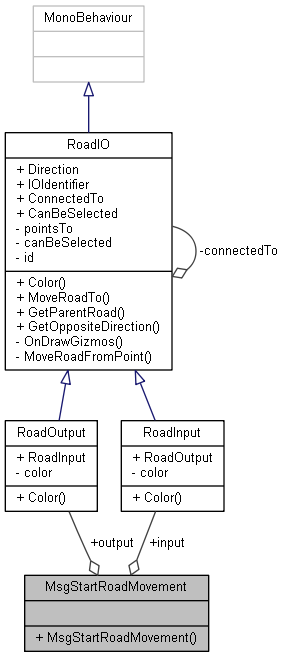 MonoBehaviour
RoadIO
+ Direction
+ IOIdentifier
+ ConnectedTo
+ CanBeSelected
- pointsTo
- canBeSelected
- id
-connectedTo
+ Color()
+ MoveRoadTo()
+ GetParentRoad()
+ GetOppositeDirection()
- OnDrawGizmos()
- MoveRoadFromPoint()
RoadOutput
+ RoadInput
- color
+ Color()
RoadInput
+ RoadOutput
- color
+ Color()
+output
+input
MsgStartRoadMovement
+ MsgStartRoadMovement()